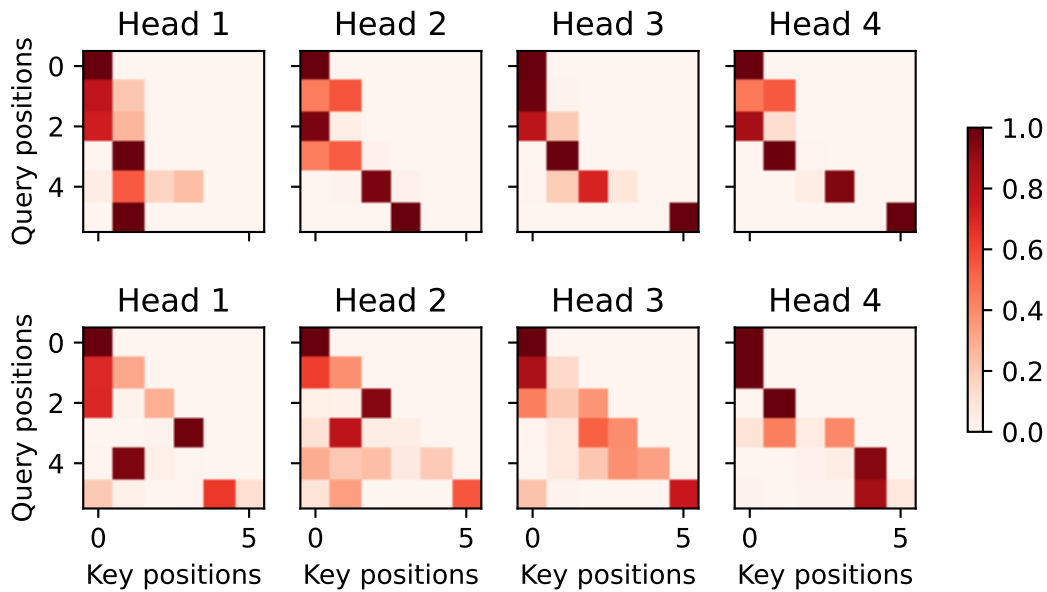 Head 1 Head 2 Head 3 Head 4
Query positions
0
2
4
1.0
0.8
0.6
0.4
0.2
0.0
Head 1 Head 2 Head 3 Head 4
Query positions
0
2
4
0 5 0 5 0 5 0 5
Key positions Key positions Key positions Key positions